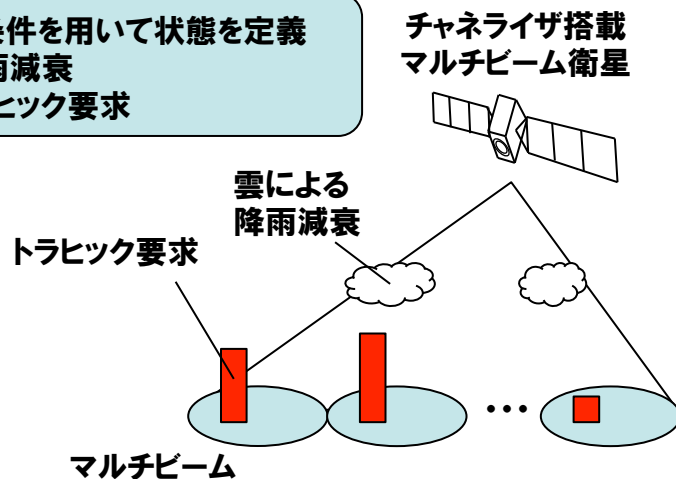 件を用いて状態を定義
雨減衰
ヒック要求
チャネライザ搭載
マルチビーム衛星
雲による
降雨減衰
トラヒック要求
…
マルチビーム